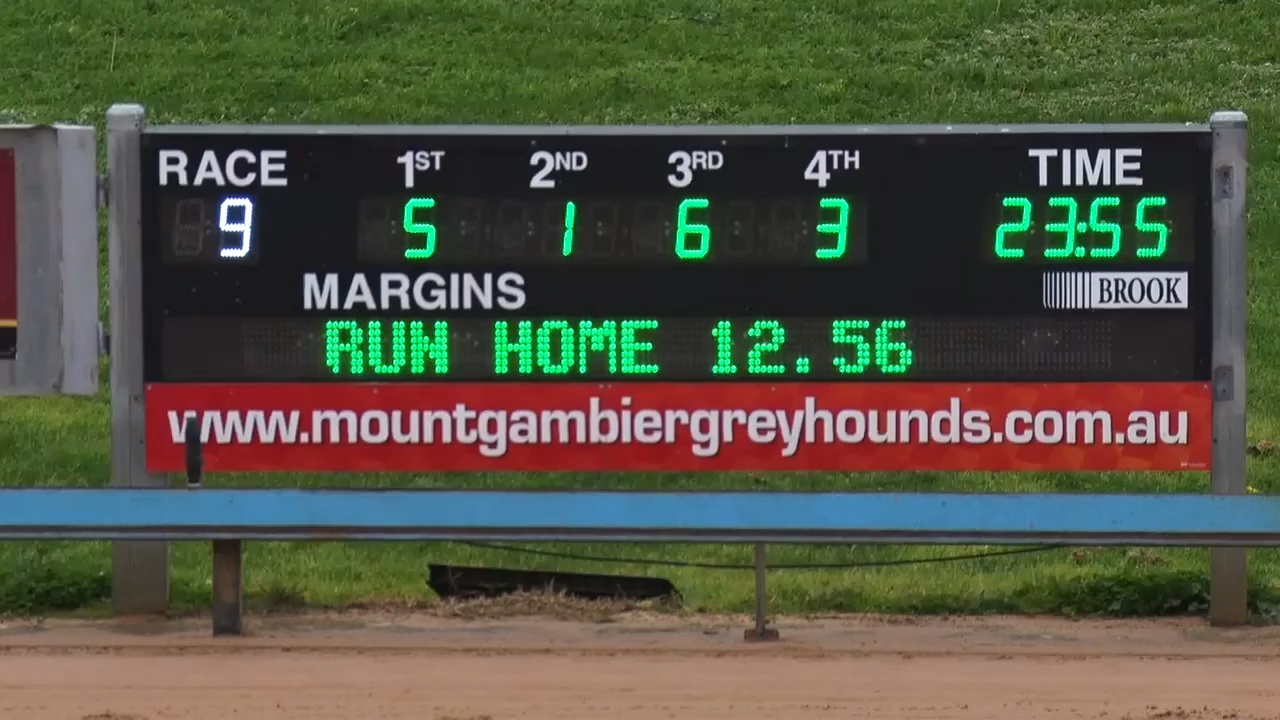 RACE 1ST 2ND 3RD 4TH TIME
9 5 1 6 3 23:55
MARGINS BROOK
RUN HOME 12.56
www.mountgambiergreyhounds.com.au